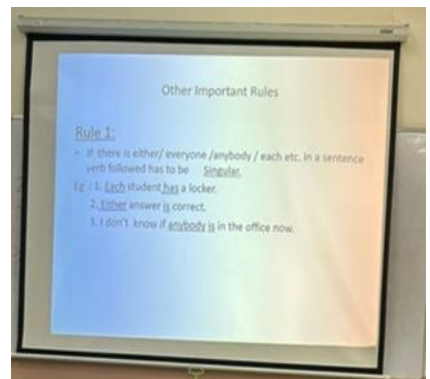 Other Important Rules
Rule 1:
- If there is either/ everyone /anybody / each etc. in a sentence
verb followed has to be Singular.
Eg : 1. Each student has a locker.
2. Either answer is correct.
3. I don't know if anybody is in the office now.